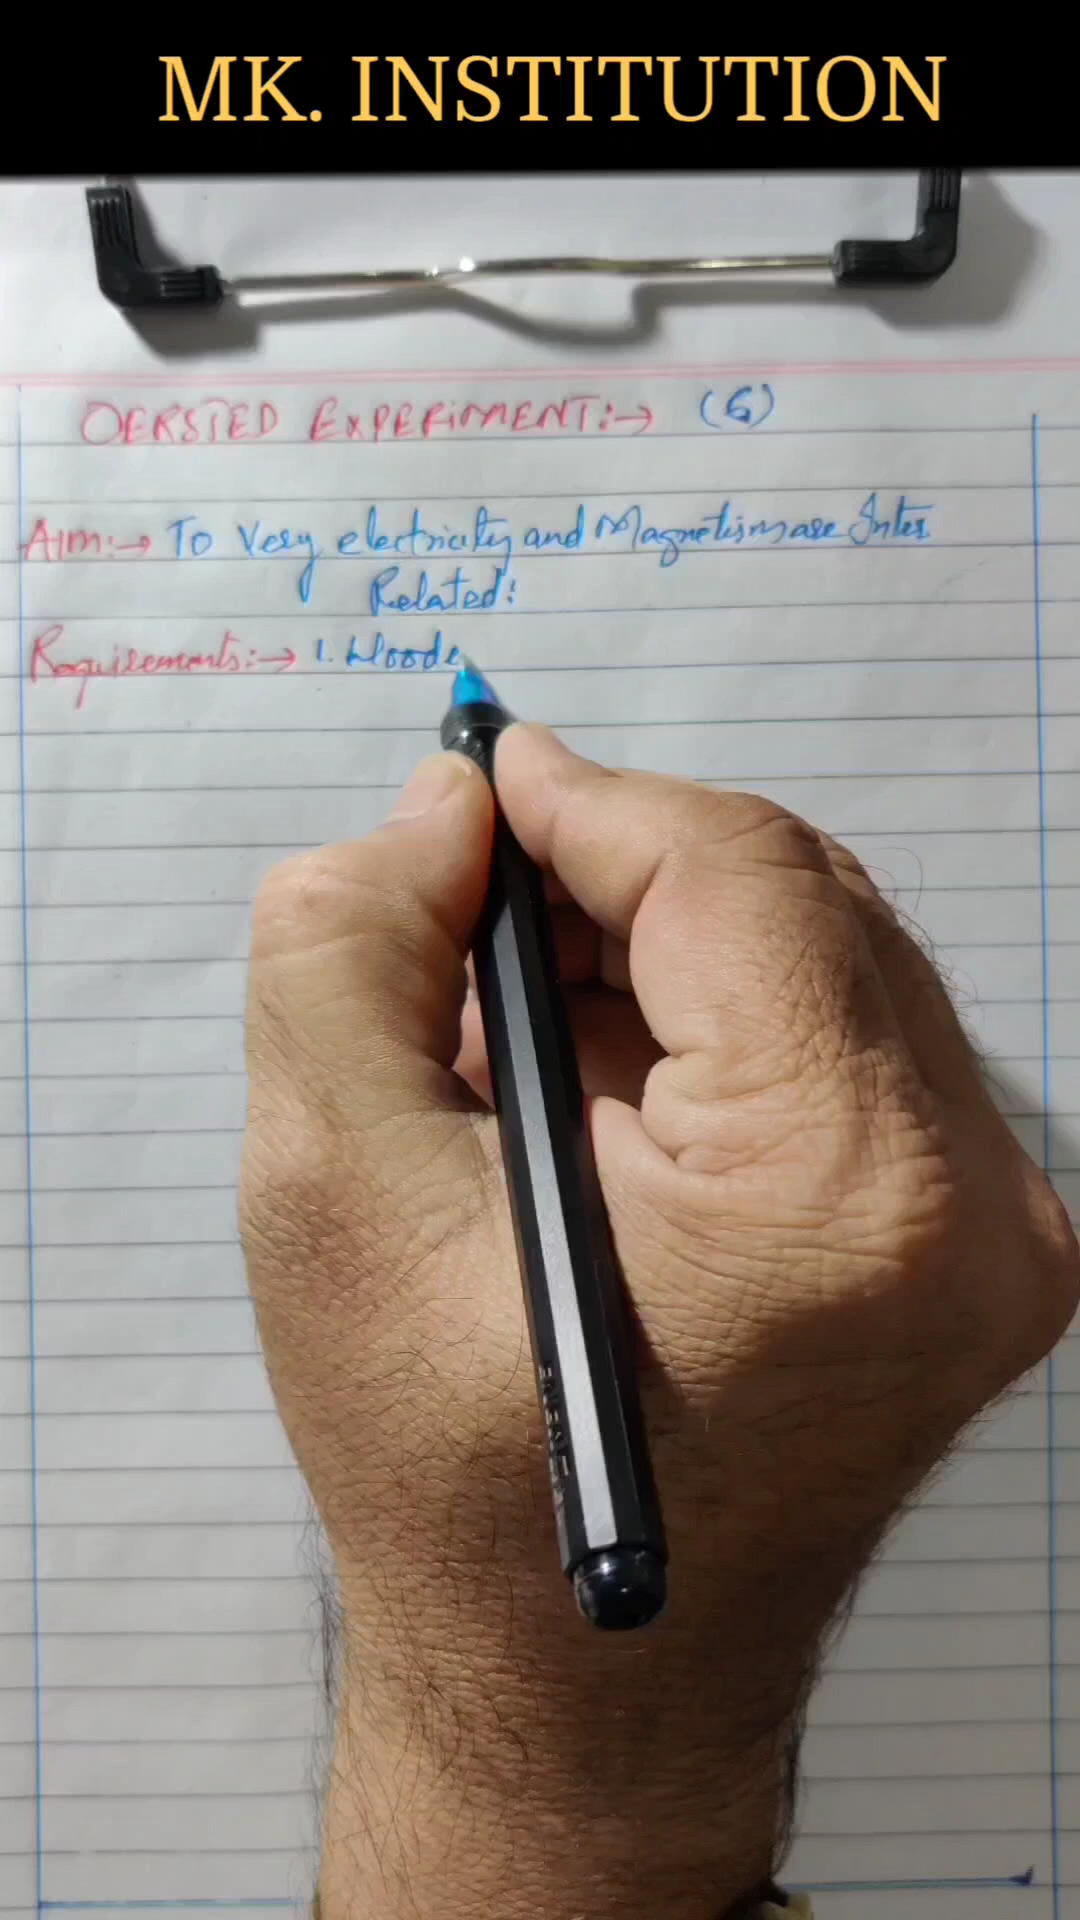 MK. INSTITUTION
OERSTED EXPERIMENT:→ (6)
AIM:→ To Very electricity and Magnetism are Inter
Related:
Requirements:→ 1. Woode